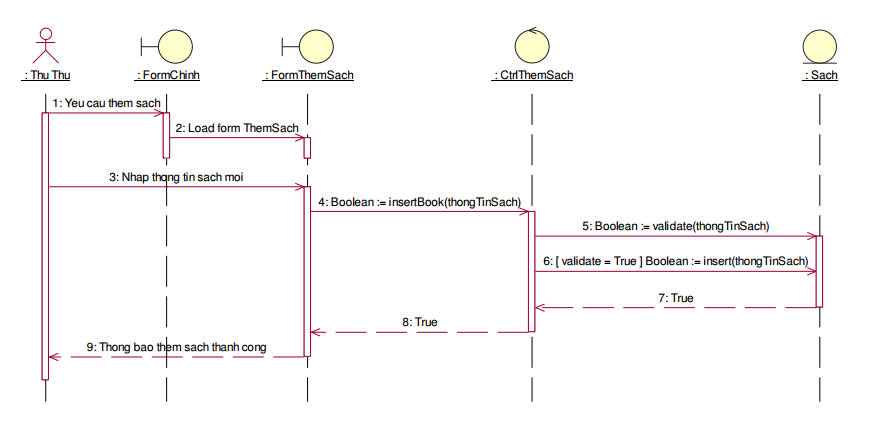 : Thu Thu
: FormChinh
: FormThemSach
: CtrlThemSach
: Sach
1: Yeu cau them sach
2: Load form ThemSach
3: Nhap thong tin sach moi
4: Boolean := insertBook(thongTinSach)
5: Boolean := validate(thongTinSach)
6: [ validate = True ] Boolean := insert(thongTinSach)
7: True
8: True
9: Thong bao them sach thanh cong